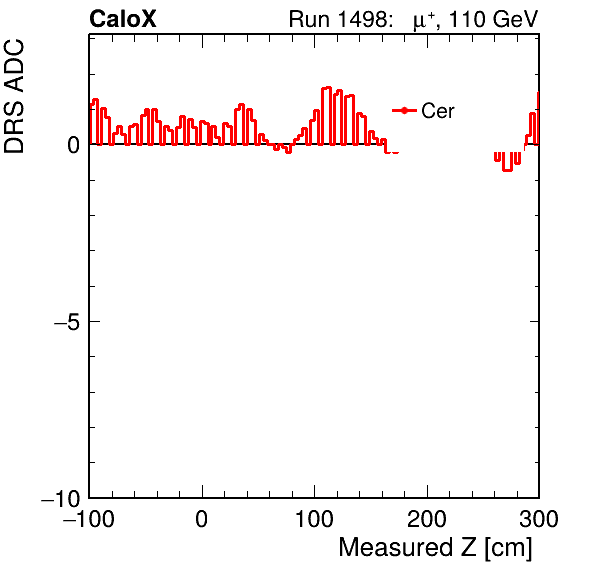 CaloX Run 1498: μ⁺, 110 GeV
DRS ADC
Cer
0
−5
−10
−100 0 100 200 300
Measured Z [cm]